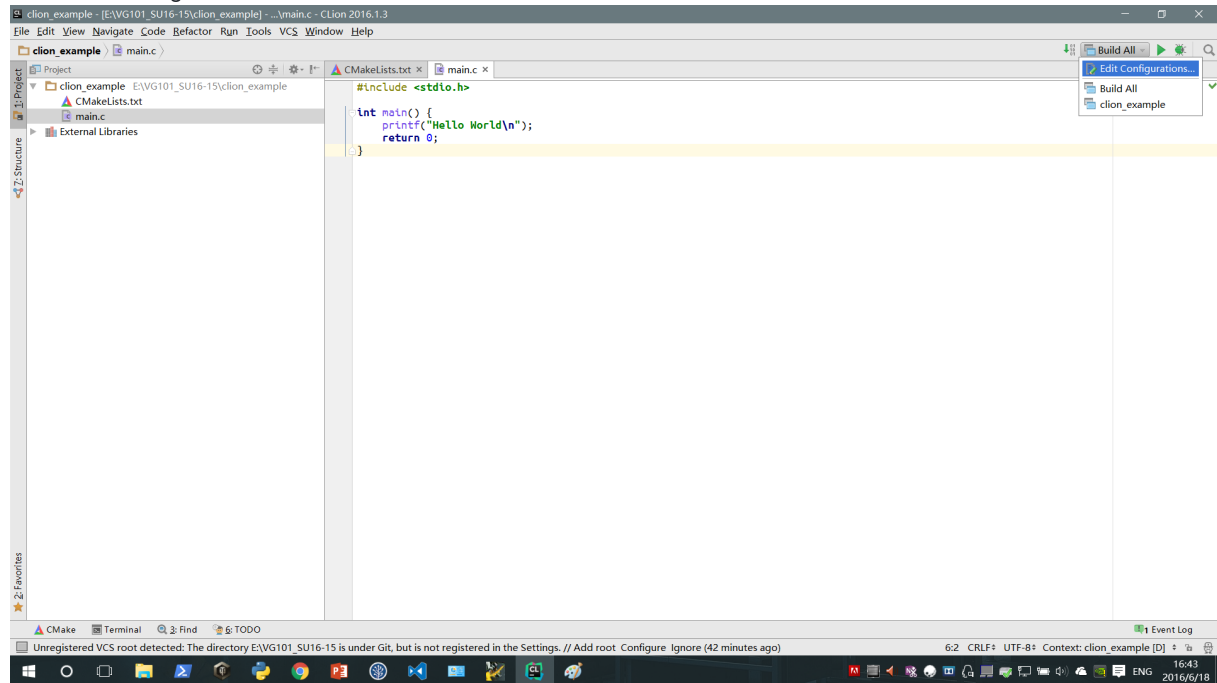 clion_example - [E:\VG101_SU16-15\clion_example] - ...\main.c - CLion 2016.1.3
File Edit View Navigate Code Refactor Run Tools VCS Window Help
clion_example main.c Build All
1: Project Project CMakeLists.txt main.c Edit Configurations...
clion_example E:\VG101_SU16-15\clion_example #include <stdio.h> Build All
CMakeLists.txt clion_example
main.c int main() {
External Libraries printf("Hello World\n");
return 0;
}
Z: Structure
2: Favorites
CMake Terminal 3: Find 6: TODO 1 Event Log
Unregistered VCS root detected: The directory E:\VG101_SU16-15 is under Git, but is not registered in the Settings. // Add root Configure Ignore (42 minutes ago) 6:2 CRLF UTF-8 Context: clion_example [D]
ENG 16:43
2016/6/18